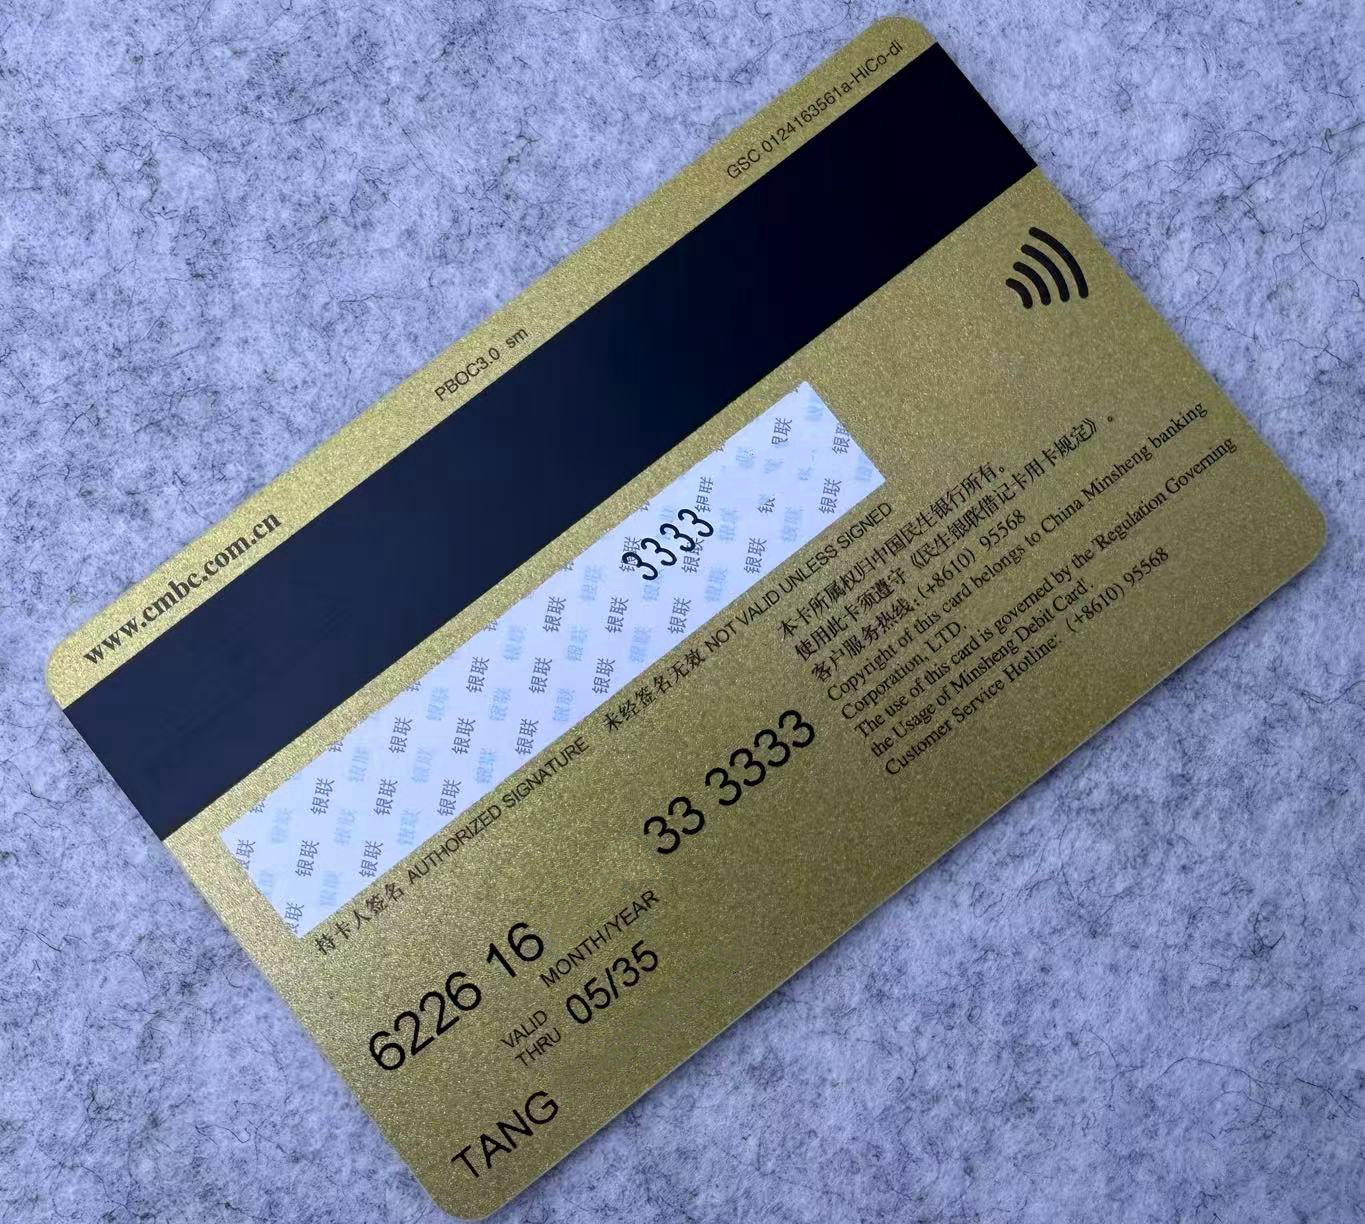 www.cmbc.com.cn
PBOC3.0 sm
GSC 0124163561a-HiCo-di
银联
3333
持卡人签名 AUTHORIZED SIGNATURE 未经签名无效 NOT VALID UNLESS SIGNED
本卡所属权归中国民生银行所有。
使用此卡须遵守《民生银联借记卡用卡规定》。
客户服务热线:(+8610) 95568
Copyright of this card belongs to China Minsheng banking
Corporation, LTD.
The use of this card is governed by the Regulation Governing
the Usage of Minsheng Debit Card'.
Customer Service Hotline: (+8610) 95568
6226 16 33 3333
VALID THRU MONTH/YEAR
05/35
TANG